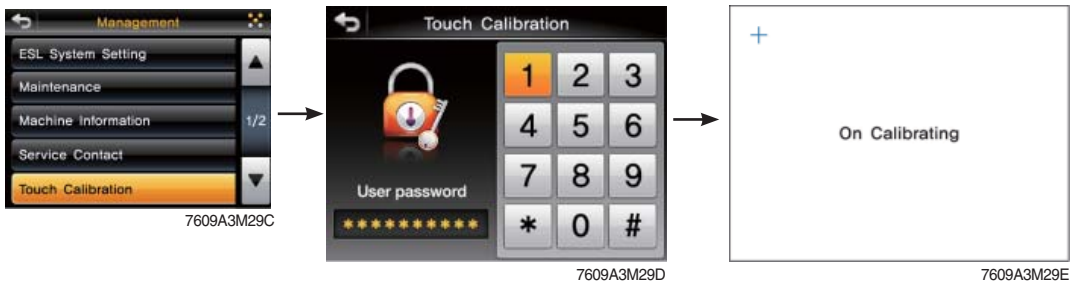 Management
ESL System Setting
Maintenance
Machine Information
Service Contact
Touch Calibration
1/2
7609A3M29C
Touch Calibration
User password
**********
1 2 3
4 5 6
7 8 9
* 0 #
7609A3M29D
On Calibrating
7609A3M29E